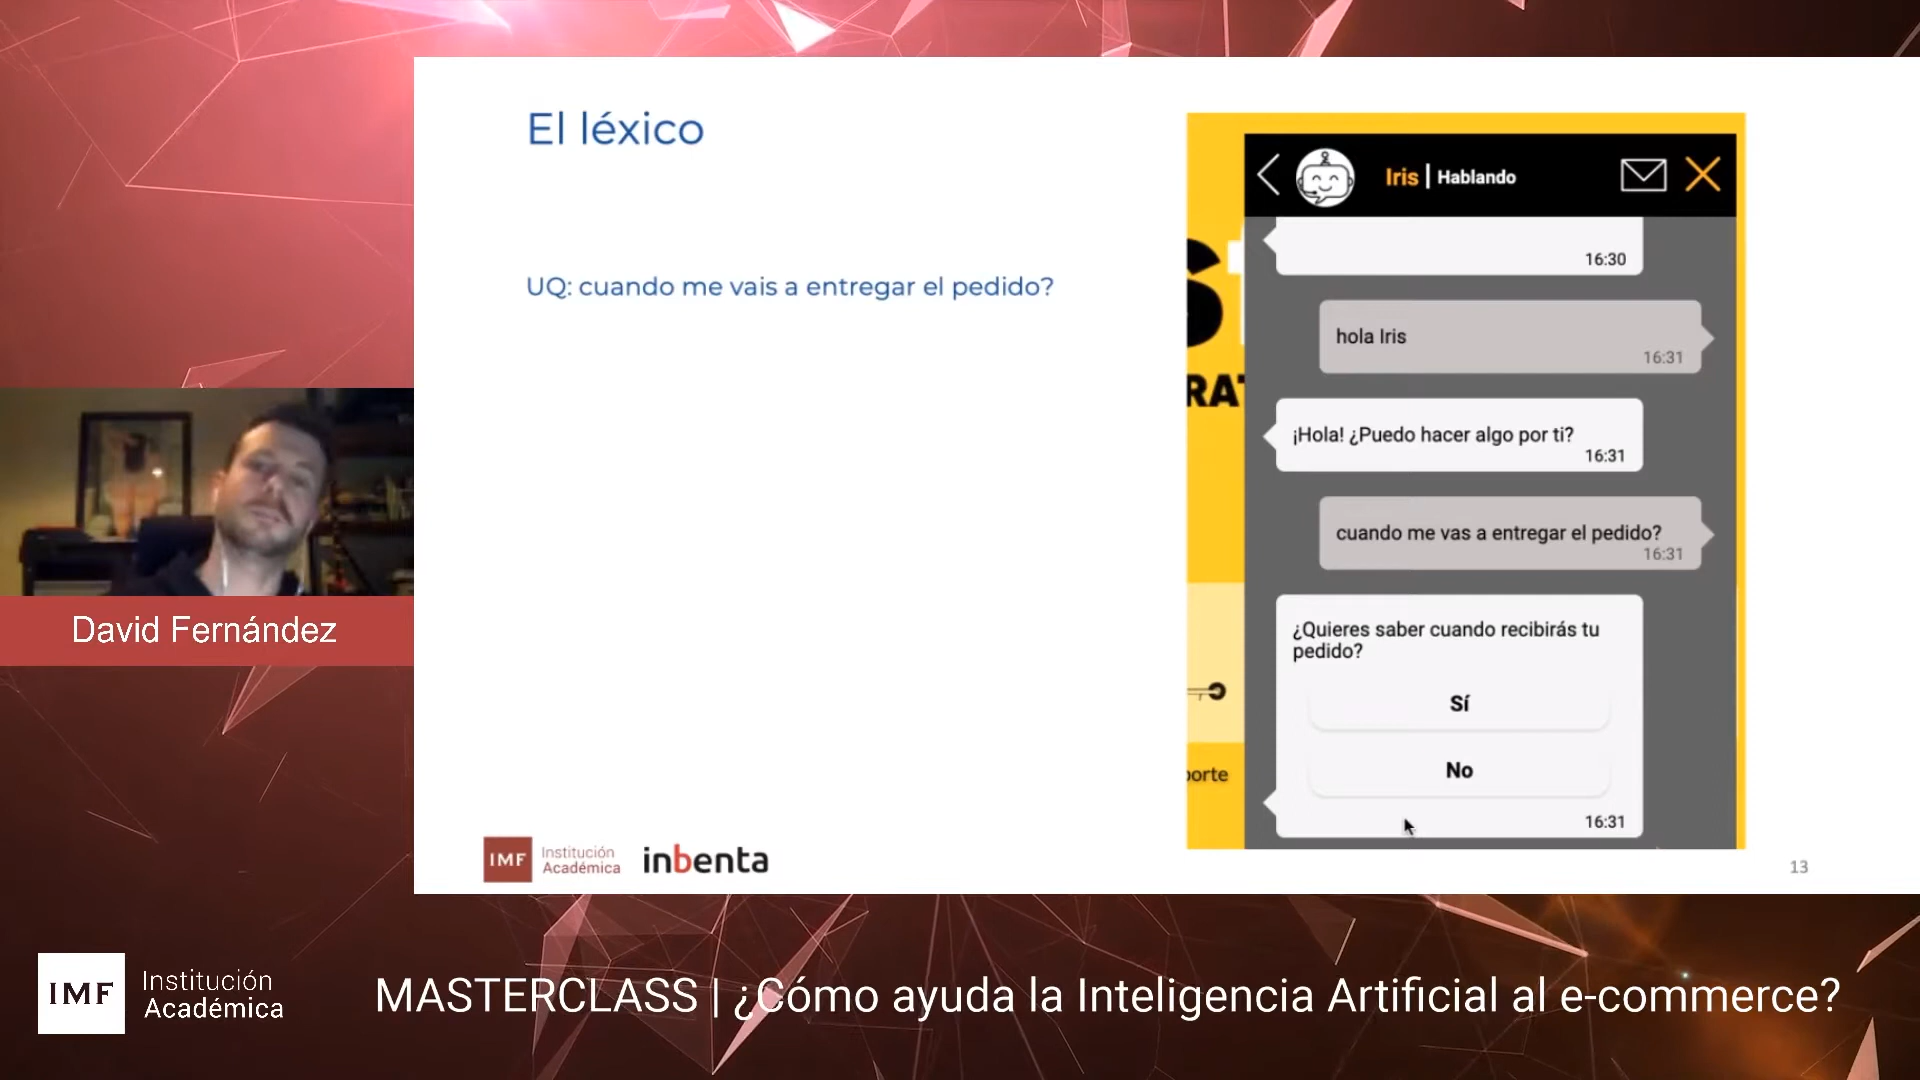 El léxico
UQ: cuando me vais a entregar el pedido?
Iris | Hablando
16:30
hola Iris
16:31
¡Hola! ¿Puedo hacer algo por ti?
16:31
cuando me vas a entregar el pedido?
16:31
¿Quieres saber cuando recibirás tu
pedido?
Sí
No
16:31
David Fernández
IMF Institución
Académica
inbenta
13
IMF Institución
Académica
MASTERCLASS | ¿Cómo ayuda la Inteligencia Artificial al e-commerce?